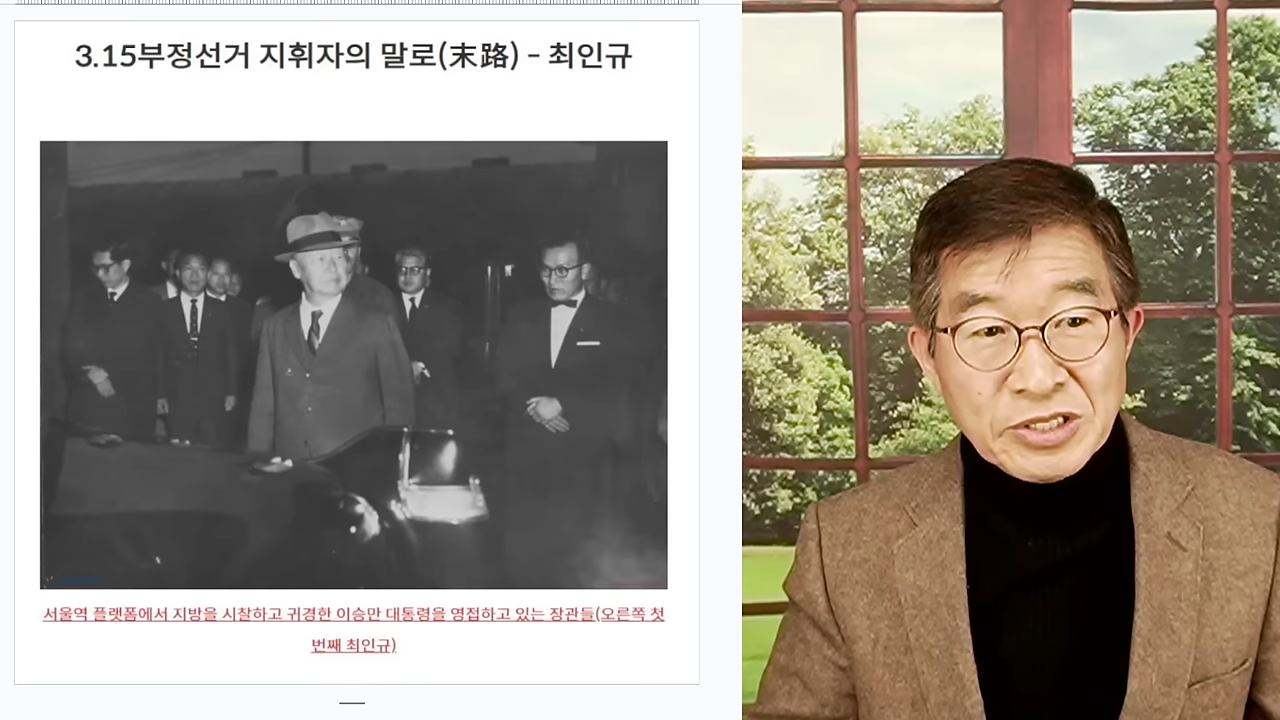 3.15부정선거 지휘자의 말로(末路) – 최인규
서울역 플랫폼에서 지방을 시찰하고 귀경한 이승만 대통령을 영접하고 있는 장관들(오른쪽 첫
번째 최인규)